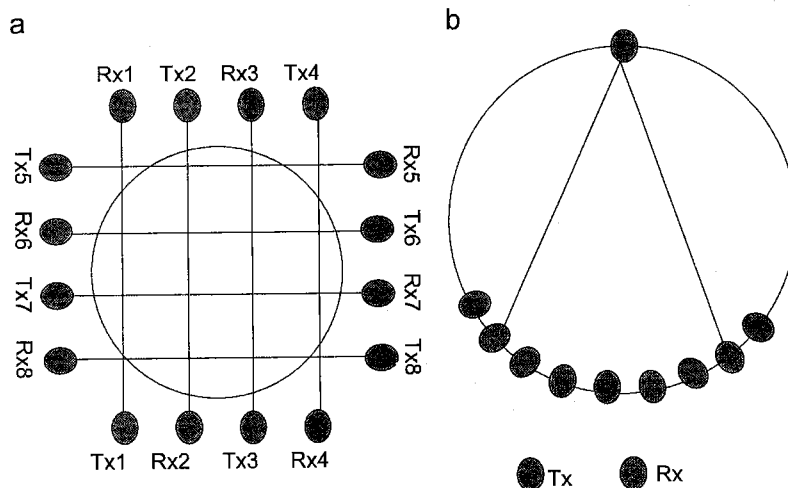 a
b
Rx1 Tx2 Rx3 Tx4
Tx5
Rx5
Rx6
Tx6
Tx7
Rx7
Rx8
Tx8
Tx1 Rx2 Tx3 Rx4
Tx Rx